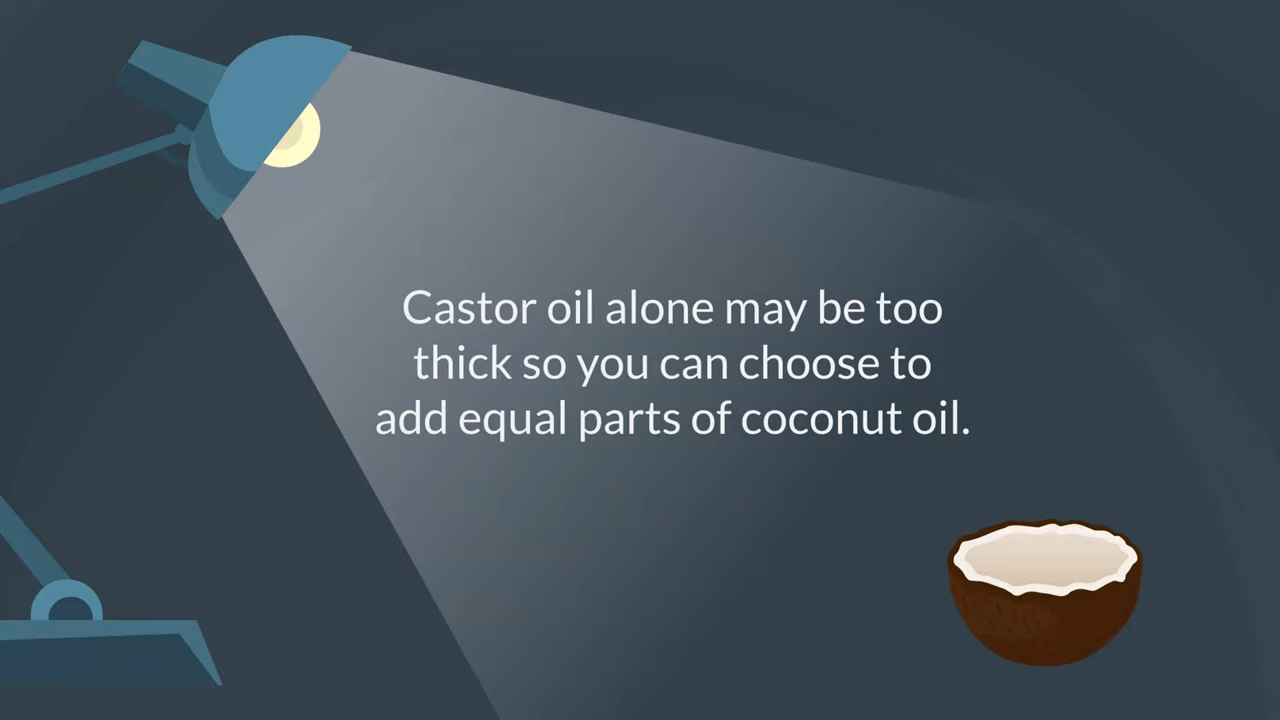 Castor oil alone may be too
thick so you can choose to
add equal parts of coconut oil.